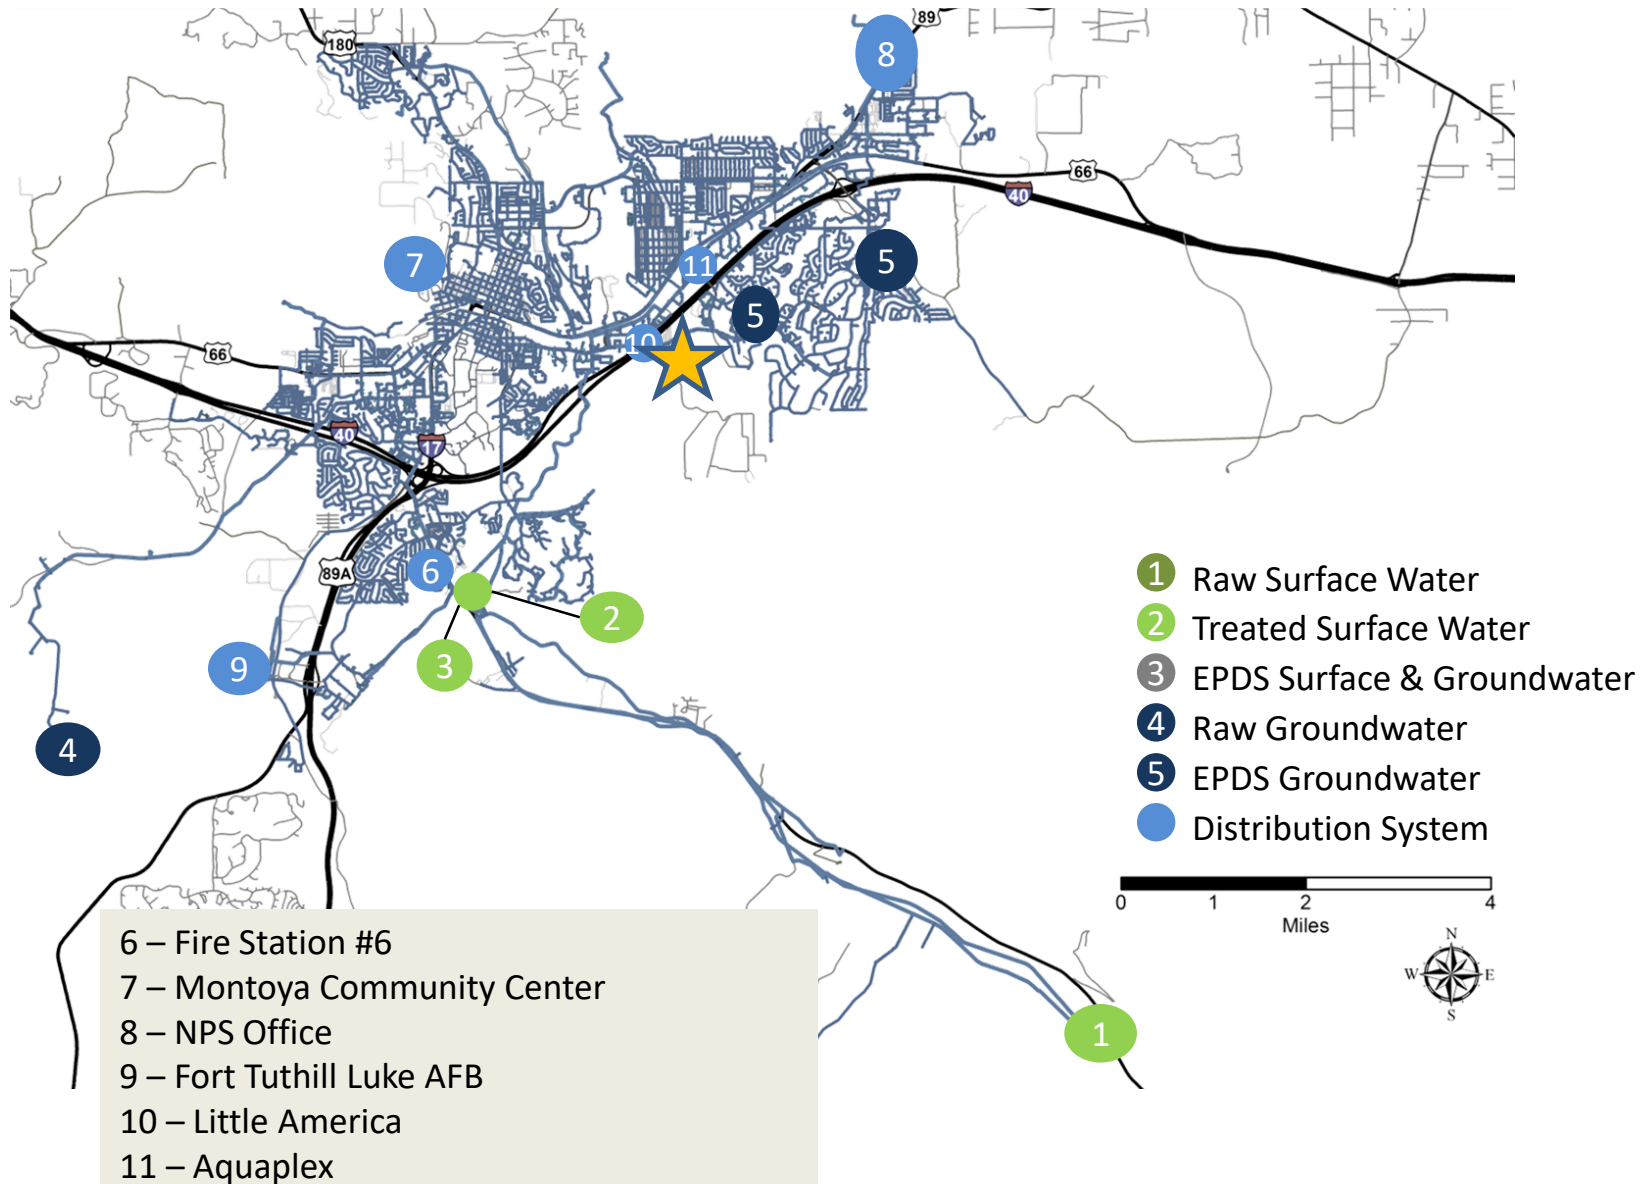 89
180
8
66
40
7
11
5
5
10
66
40
17
6
89A
2
3
9
4
1
1 Raw Surface Water
2 Treated Surface Water
3 EPDS Surface & Groundwater
4 Raw Groundwater
5 EPDS Groundwater
Distribution System
0 1 2 4
Miles
N
W E
S
6 – Fire Station #6
7 – Montoya Community Center
8 – NPS Office
9 – Fort Tuthill Luke AFB
10 – Little America
11 – Aquaplex